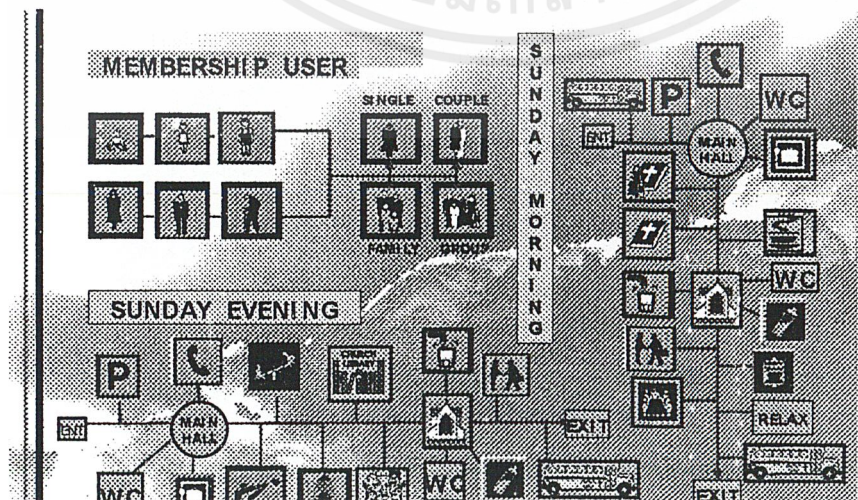 MEMBERSHIP USER
SINGLE COUPLE
FAMILY GROUP
SUNDAY MORNING
P
WC
ENT
MAIN
HALL
WC
RELAX
EXIT
SUNDAY EVENING
P
CHURCH
ENT
MAIN
HALL
EXIT
WC
WC